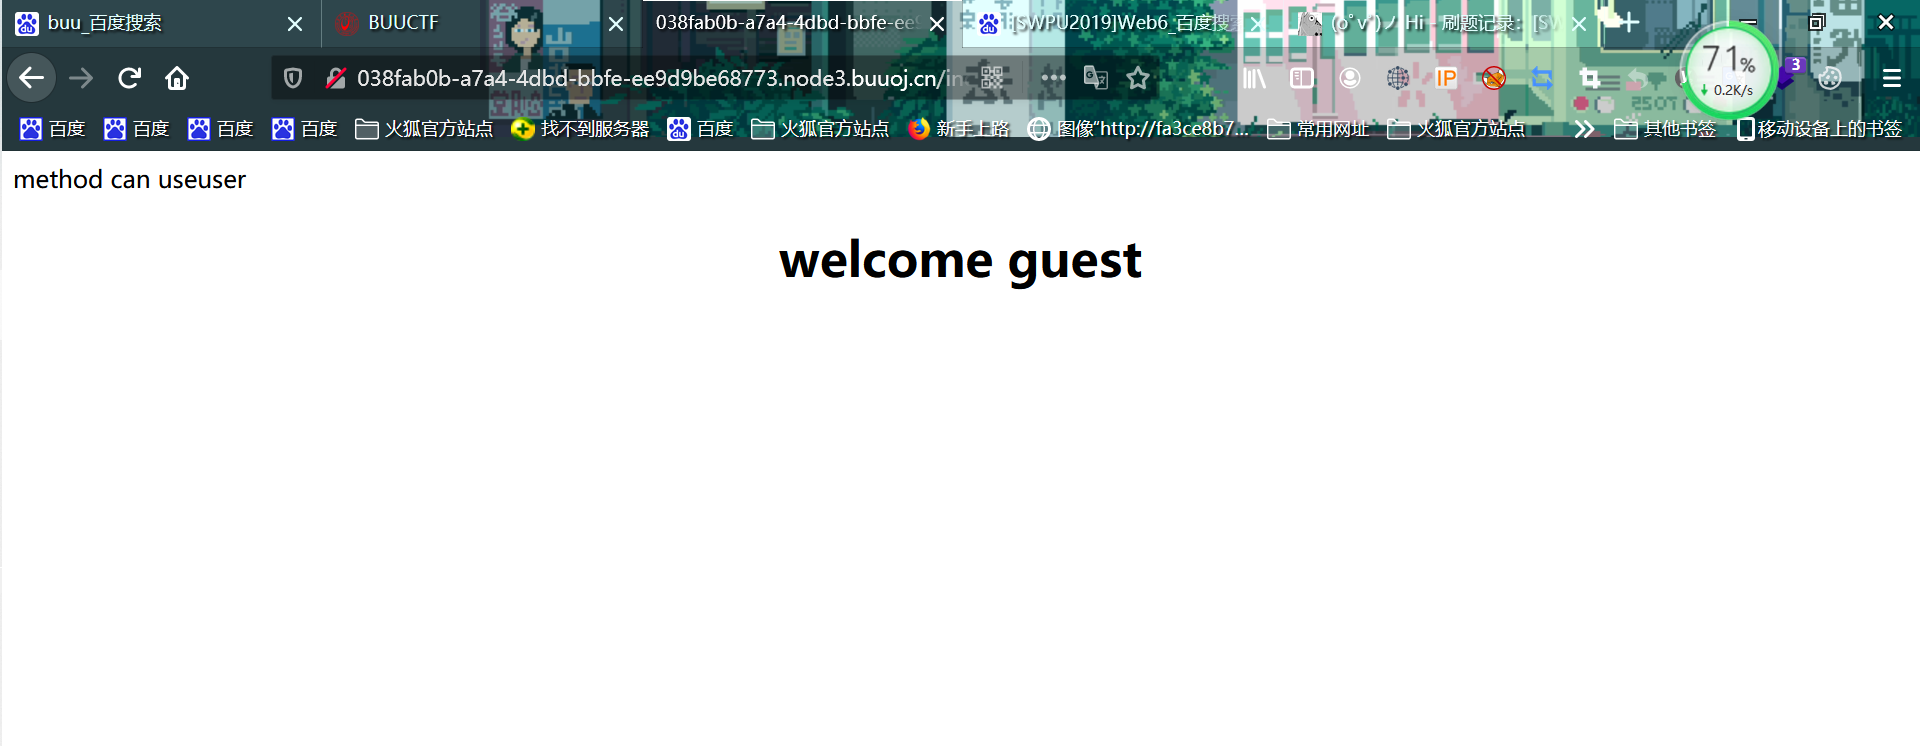 buu_百度搜索
BUUCTF
038fab0b-a7a4-4dbd-bbfe-ee9
[SWPU2019]Web6_百度搜索
Hi - 刷题记录：[SW
038fab0b-a7a4-4dbd-bbfe-ee9d9be68773.node3.buuoj.cn/in
IP
3
71%
0.2K/s
百度
百度
百度
百度
火狐官方站点
找不到服务器
百度
火狐官方站点
新手上路
图像“http://fa3ce8b7...
常用网址
火狐官方站点
其他书签
移动设备上的书签
method can useuser
welcome guest